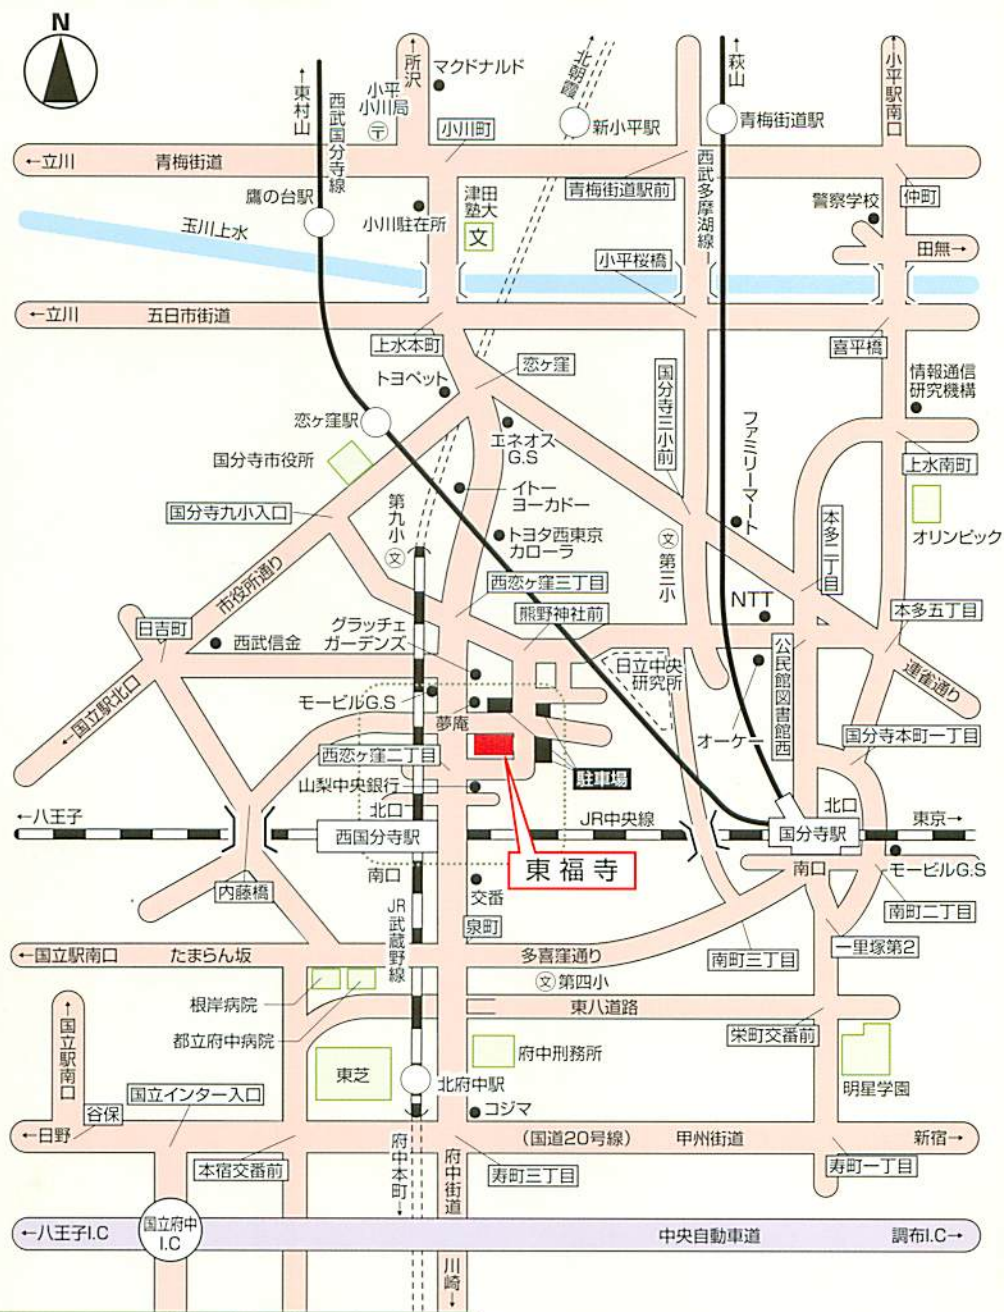 N
←東村山
西武国分寺線
小平
小川局
〒
←所沢
マクドナルド
小川町
北朝霞→
新小平駅
←萩山
青梅街道駅
←小平駅南口
←立川
青梅街道
青梅街道駅前
西武多摩湖線
仲町
鷹の台駅
小川駐在所
津田
塾大
文
警察学校
玉川上水
小平桜橋
田無→
←立川
五日市街道
上水本町
恋ヶ窪
喜平橋
トヨペット
国分寺三小前
情報通信
研究機構
恋ヶ窪駅
エネオス
G.S
ファミリーマート
国分寺市役所
上水南町
イトー
ヨーカドー
国分寺九小入口
第九小
文
トヨタ西東京
カローラ
文
第三小
本多二丁目
オリンピック
市役所通り
西恋ヶ窪三丁目
熊野神社前
NTT
本多五丁目
日吉町
西武信金
グラッチェ
ガーデンズ
日立中央
研究所
公民館図書館西
連雀通り
←国立駅北口
モービルG.S
夢庵
オーケー
国分寺本町一丁目
西恋ヶ窪二丁目
駐車場
山梨中央銀行
←八王子
北口
西国分寺駅
JR中央線
北口
国分寺駅
東京→
東福寺
南口
南口
モービルG.S
内藤橋
交番
JR武蔵野線
泉町
南町二丁目
←国立駅南口
たまらん坂
多喜窪通り
南町三丁目
一里塚第2
文
第四小
根岸病院
東八道路
都立府中病院
栄町交番前
←国立駅南口
東芝
府中刑務所
北府中駅
明星学園
国立インター入口
谷保
コジマ
←日野
(国道20号線)
甲州街道
新宿→
本宿交番前
府中本町→
府中街道
寿町三丁目
寿町一丁目
←八王子I.C
国立府中
I.C
中央自動車道
調布I.C→
川崎→